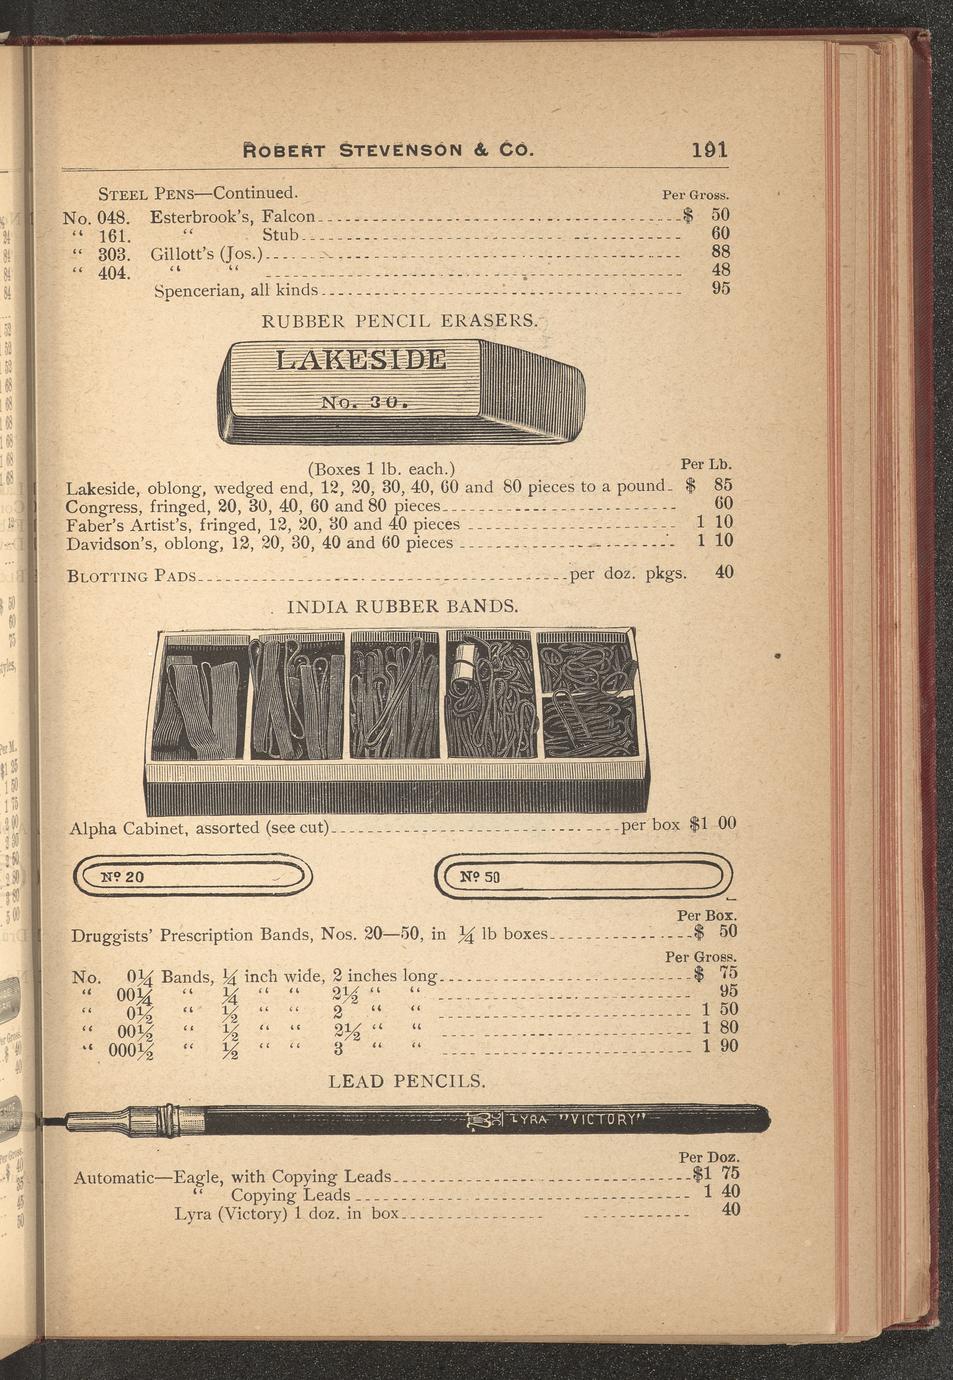 ROBERT STEVENSON & CO. 191
STEEL PENS—Continued. Per Gross.
No. 048. Esterbrook's, Falcon $ 50
“ 161. “ Stub 60
“ 303. Gillott's (Jos.) 88
“ 404. “ “ 48
Spencerian, all kinds 95
RUBBER PENCIL ERASERS.
LAKESIDE
No. 30.
(Boxes 1 lb. each.) Per Lb.
Lakeside, oblong, wedged end, 12, 20, 30, 40, 60 and 80 pieces to a pound $ 85
Congress, fringed, 20, 30, 40, 60 and 80 pieces 60
Faber's Artist's, fringed, 12, 20, 30 and 40 pieces 1 10
Davidson's, oblong, 12, 20, 30, 40 and 60 pieces 1 10
BLOTTING PADS per doz. pkgs. 40
INDIA RUBBER BANDS.
Alpha Cabinet, assorted (see cut) per box $1 00
Nº 20 Nº 50
Per Box.
Druggists' Prescription Bands, Nos. 20—50, in ¼ lb boxes $ 50
Per Gross.
No. 0¼ Bands, ¼ inch wide, 2 inches long $ 75
“ 00¼ “ ¼ “ “ 2½ “ “ 95
“ 0½ “ ½ “ “ 2 “ “ 1 50
“ 00½ “ ½ “ “ 2½ “ “ 1 80
“ 000½ “ ½ “ “ 3 “ “ 1 90
LEAD PENCILS.
LYRA "VICTORY"
Per Doz.
Automatic—Eagle, with Copying Leads $1 75
“ Copying Leads 1 40
Lyra (Victory) 1 doz. in box 40